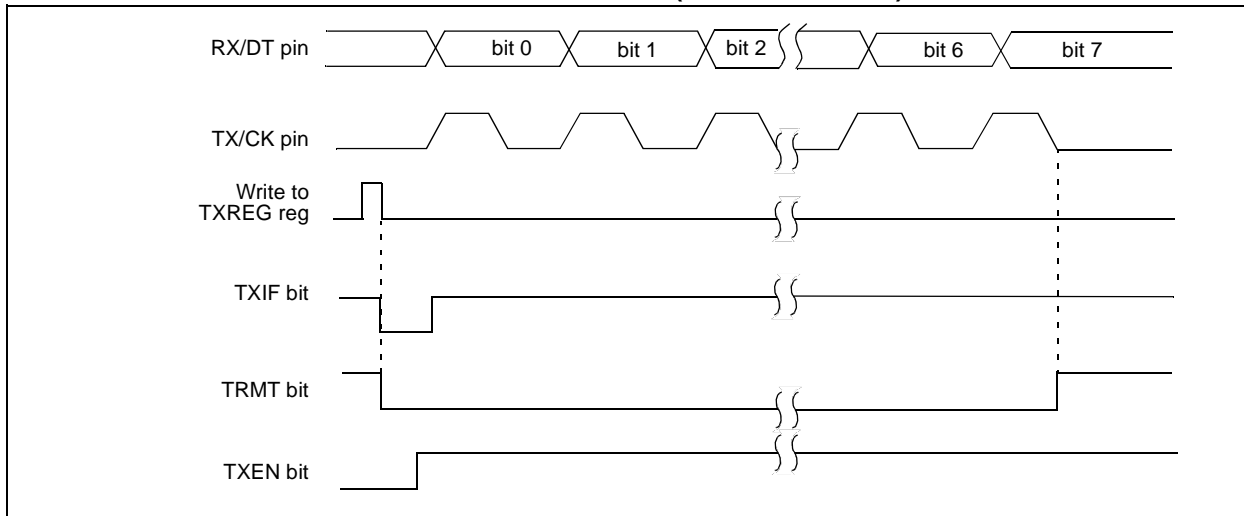 RX/DT pin
bit 0
bit 1
bit 2
bit 6
bit 7
TX/CK pin
Write to
TXREG reg
TXIF bit
TRMT bit
TXEN bit